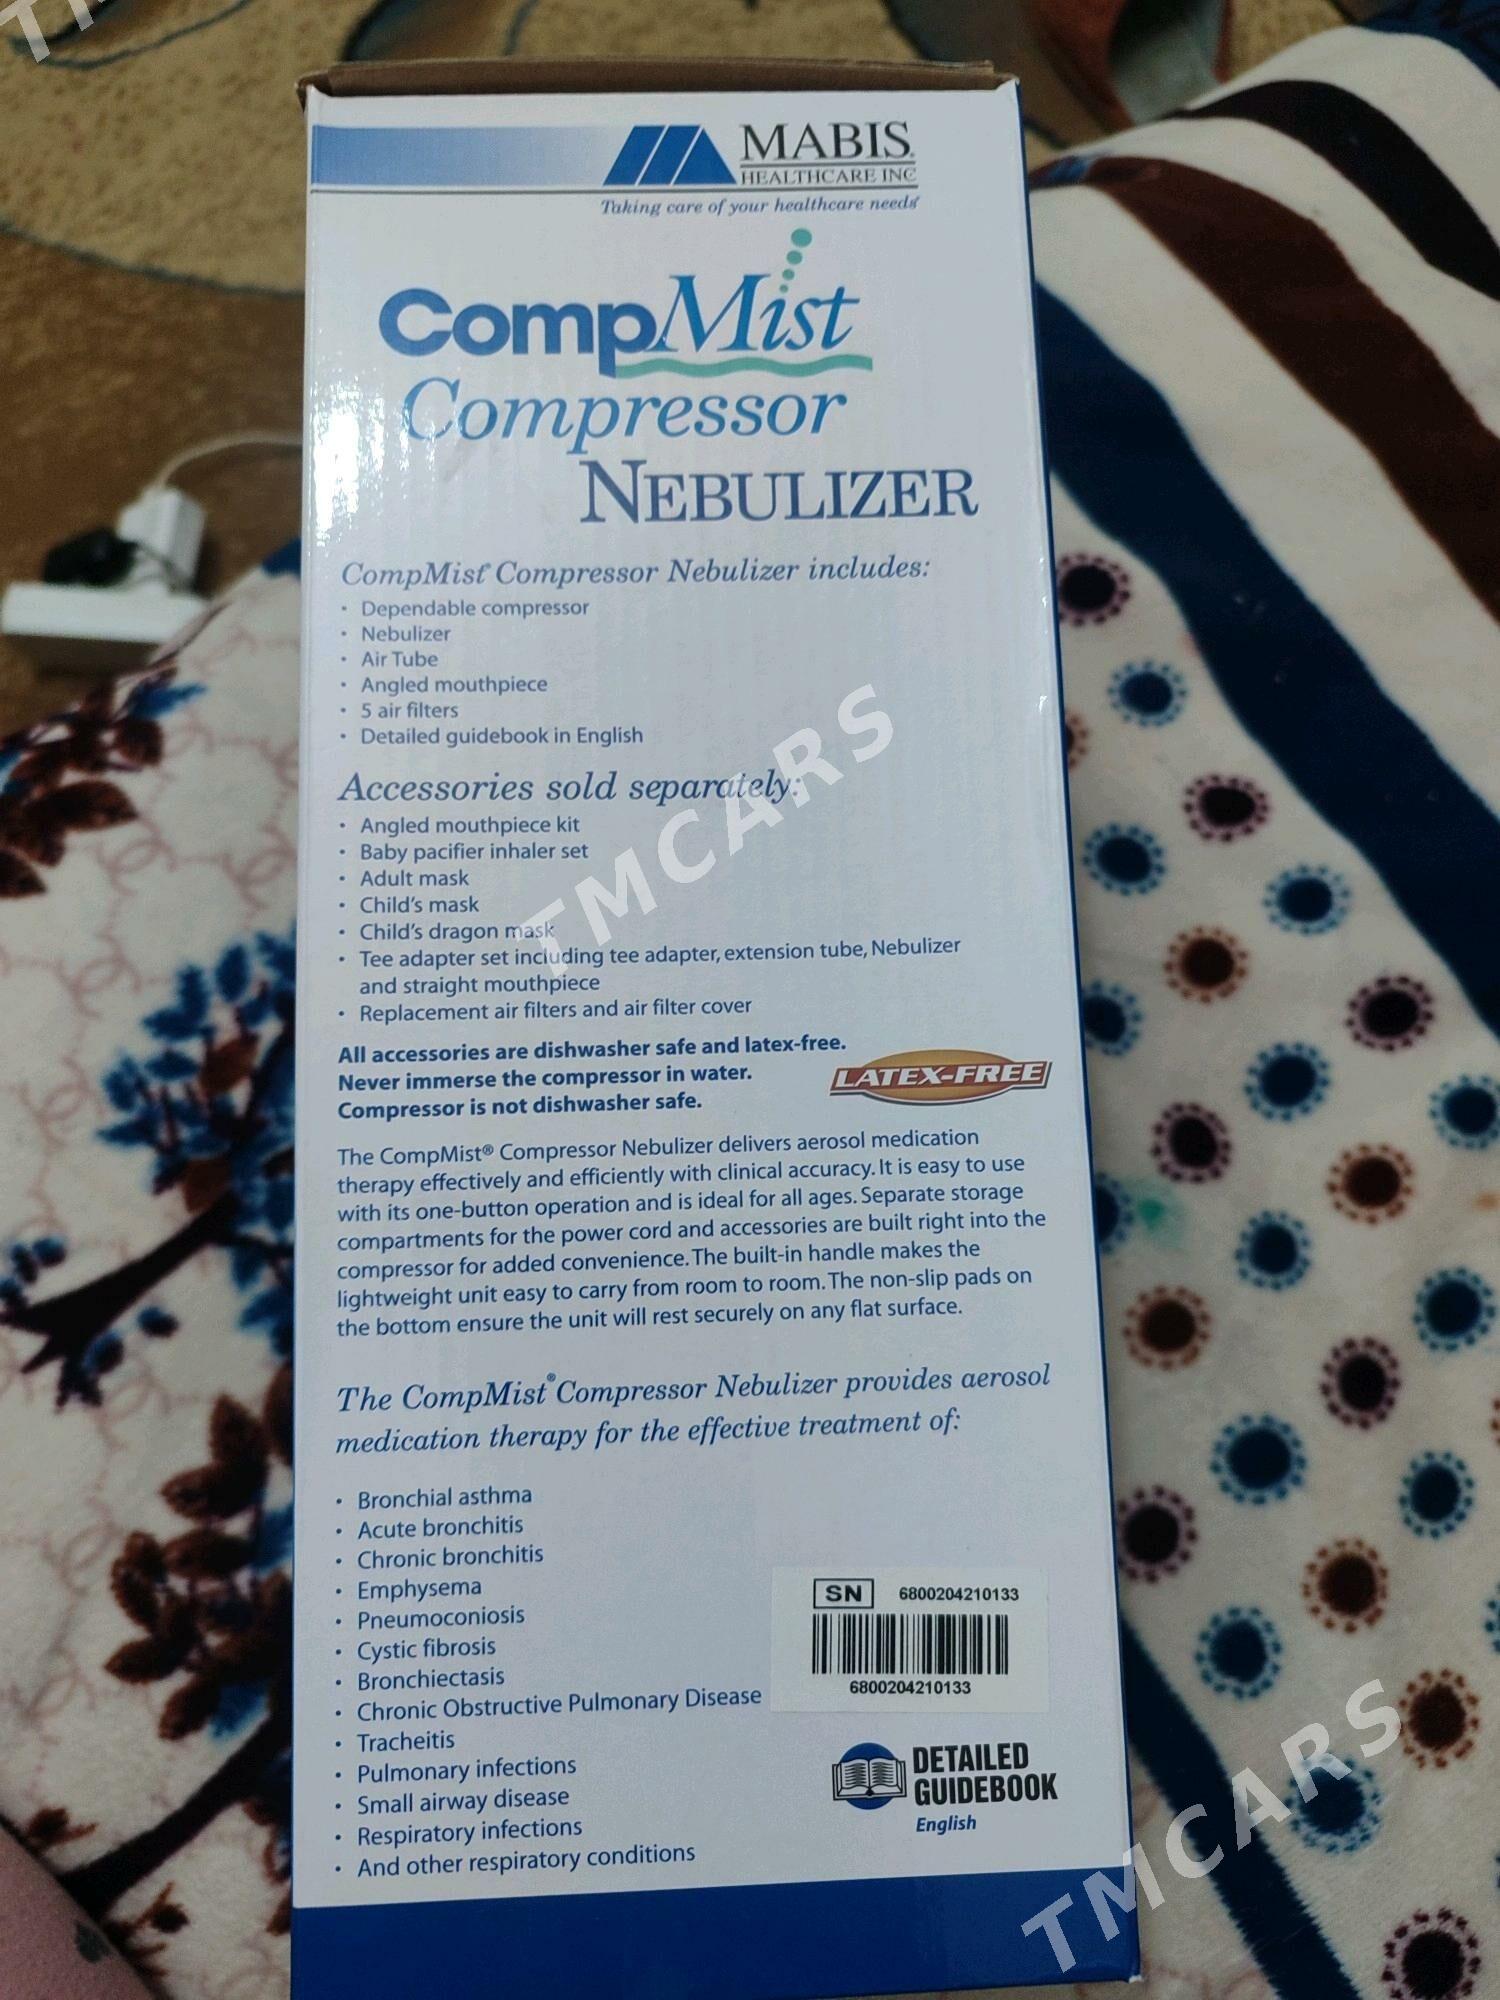 MABIS
HEALTHCARE INC
Taking care of your healthcare needs®
CompMist
Compressor
NEBULIZER
CompMist® Compressor Nebulizer includes:
• Dependable compressor
• Nebulizer
• Air Tube
• Angled mouthpiece
• 5 air filters
• Detailed guidebook in English
Accessories sold separately:
• Angled mouthpiece kit
• Baby pacifier inhaler set
• Adult mask
• Child's mask
• Child's dragon mask
• Tee adapter set including tee adapter, extension tube, Nebulizer
and straight mouthpiece
• Replacement air filters and air filter cover
All accessories are dishwasher safe and latex-free.
Never immerse the compressor in water.
Compressor is not dishwasher safe.
LATEX-FREE
The CompMist® Compressor Nebulizer delivers aerosol medication
therapy effectively and efficiently with clinical accuracy. It is easy to use
with its one-button operation and is ideal for all ages. Separate storage
compartments for the power cord and accessories are built right into the
compressor for added convenience. The built-in handle makes the
lightweight unit easy to carry from room to room. The non-slip pads on
the bottom ensure the unit will rest securely on any flat surface.
The CompMist® Compressor Nebulizer provides aerosol
medication therapy for the effective treatment of:
• Bronchial asthma
• Acute bronchitis
• Chronic bronchitis
• Emphysema
• Pneumoconiosis
• Cystic fibrosis
• Bronchiectasis
• Chronic Obstructive Pulmonary Disease
• Tracheitis
• Pulmonary infections
• Small airway disease
• Respiratory infections
• And other respiratory conditions
SN 6800204210133
6800204210133
DETAILED
GUIDEBOOK
English
TMCARS
TMCARS